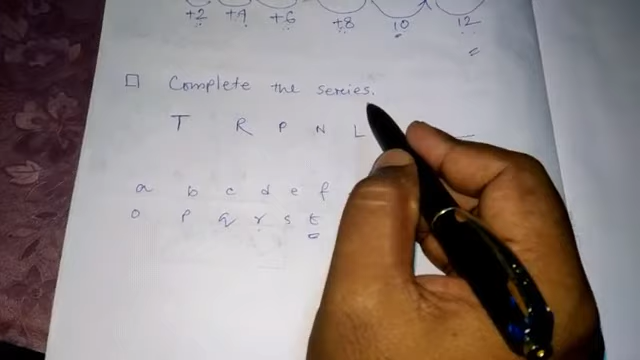 +2 +4 +6 +8 10 12
Complete the series.
T R P N L _
a b c d e f
o p q r s t